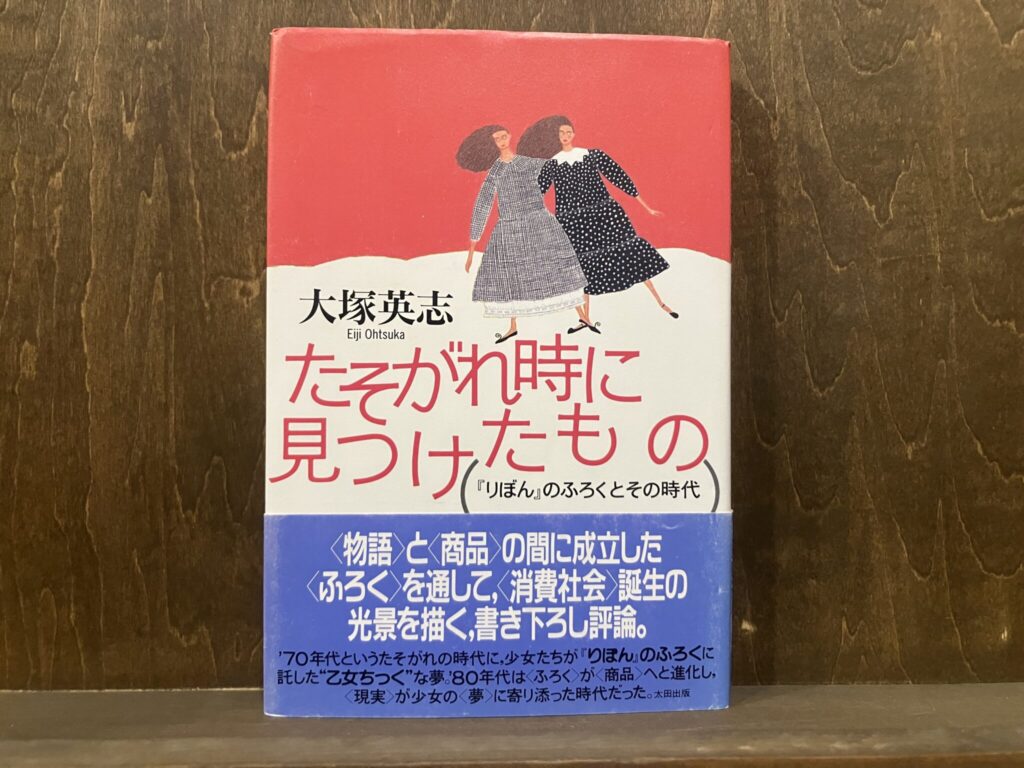 大塚英志
Eiji Ohtsuka
たそがれ時に
見つけたもの
『りぼん』のふろくとその時代
〈物語〉と〈商品〉の間に成立した
〈ふろく〉を通して,〈消費社会〉誕生の
光景を描く,書き下ろし評論。
'70年代というたそがれの時代に,少女たちが『りぼん』のふろくに
託した“乙女ちっく”な夢。'80年代は〈ふろく〉が〈商品〉へと進化し,
〈現実〉が少女の〈夢〉に寄り添った時代だった。太田出版